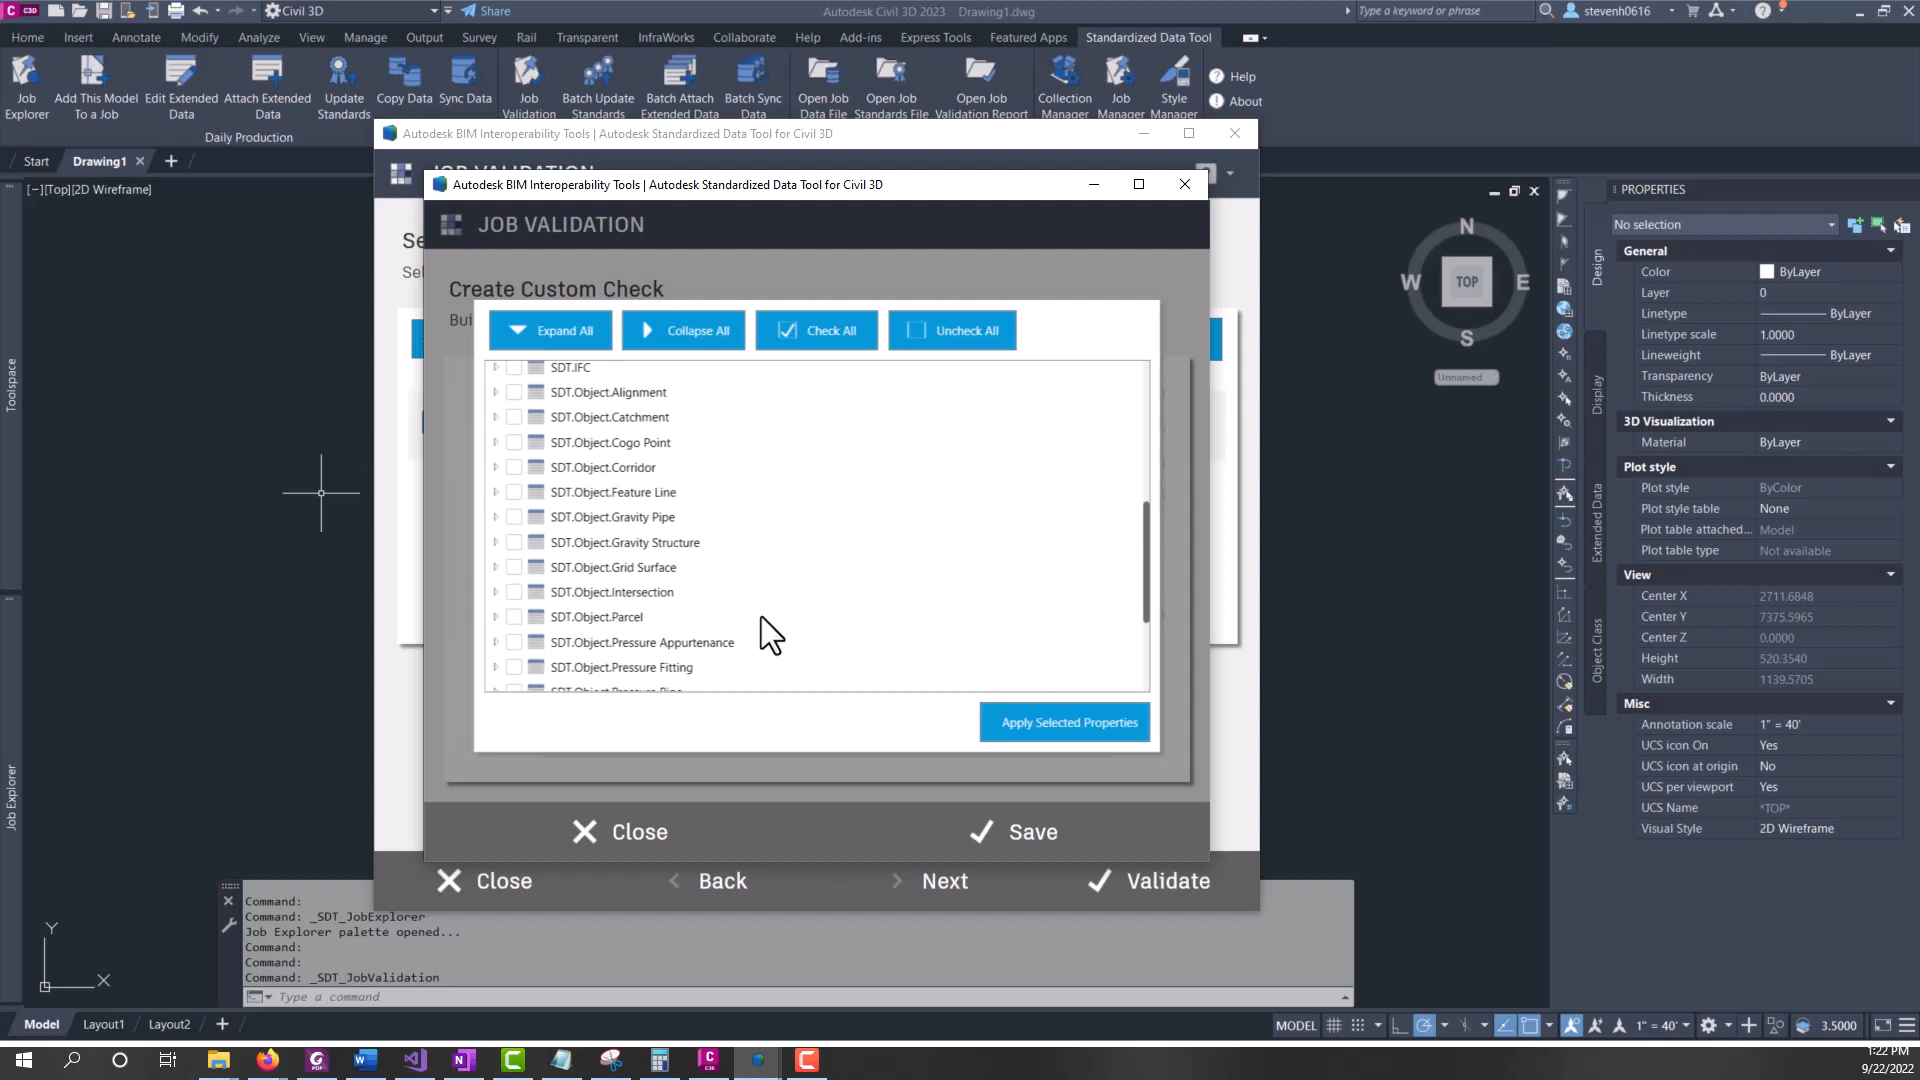 C C3D Civil 3D Share Autodesk Civil 3D 2023 Drawing1.dwg Type a keyword or phrase stevenh0616
Home Insert Annotate Modify Analyze View Manage Output Survey Rail Transparent InfraWorks Collaborate Help Add-ins Express Tools Featured Apps Standardized Data Tool
Job Explorer
Add This Model To a Job
Edit Extended Data
Attach Extended Data
Update Standards
Copy Data
Sync Data
Job Validation
Batch Update Standards
Batch Attach Extended Data
Batch Sync Data
Open Job Data File
Open Job Standards File
Open Job Validation Report
Collection Manager
Job Manager
Style Manager
Help
About
Daily Production
Start Drawing1
[−][Top][2D Wireframe]
Autodesk BIM Interoperability Tools | Autodesk Standardized Data Tool for Civil 3D
JOB VALIDATION
Se
Sel
Autodesk BIM Interoperability Tools | Autodesk Standardized Data Tool for Civil 3D
JOB VALIDATION
Create Custom Check
Bui
Expand All Collapse All Check All Uncheck All
SDT.IFC
SDT.Object.Alignment
SDT.Object.Catchment
SDT.Object.Cogo Point
SDT.Object.Corridor
SDT.Object.Feature Line
SDT.Object.Gravity Pipe
SDT.Object.Gravity Structure
SDT.Object.Grid Surface
SDT.Object.Intersection
SDT.Object.Parcel
SDT.Object.Pressure Appurtenance
SDT.Object.Pressure Fitting
SDT.Object.Pressure Pipe
Apply Selected Properties
Close Save
Close Back Next Validate
Toolspace
Job Explorer
N
W TOP E
S
Unnamed
PROPERTIES
No selection
Design
Display
Extended Data
Object Class
General
Color ByLayer
Layer 0
Linetype ByLayer
Linetype scale 1.0000
Lineweight ByLayer
Transparency ByLayer
Thickness 0.0000
3D Visualization
Material ByLayer
Plot style
Plot style ByColor
Plot style table None
Plot table attached... Model
Plot table type Not available
View
Center X 2711.6848
Center Y 7375.5965
Center Z 0.0000
Height 520.3540
Width 1139.5705
Misc
Annotation scale 1" = 40'
UCS icon On Yes
UCS icon at origin No
UCS per viewport Yes
UCS Name *TOP*
Visual Style 2D Wireframe
Y
X
Command:
Command: _SDT_JobExplorer
Job Explorer palette opened...
Command:
Command:
Command: _SDT_JobValidation
Type a command
Model Layout1 Layout2
MODEL 1" = 40' 3.5000
1:22 PM
9/22/2022